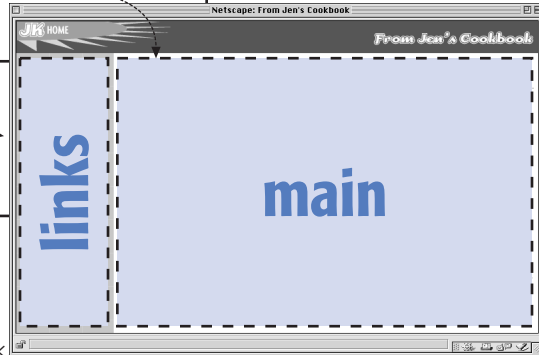 Netscape: From Jen's Cookbook
JK HOME
From Jen's Cookbook
links
main